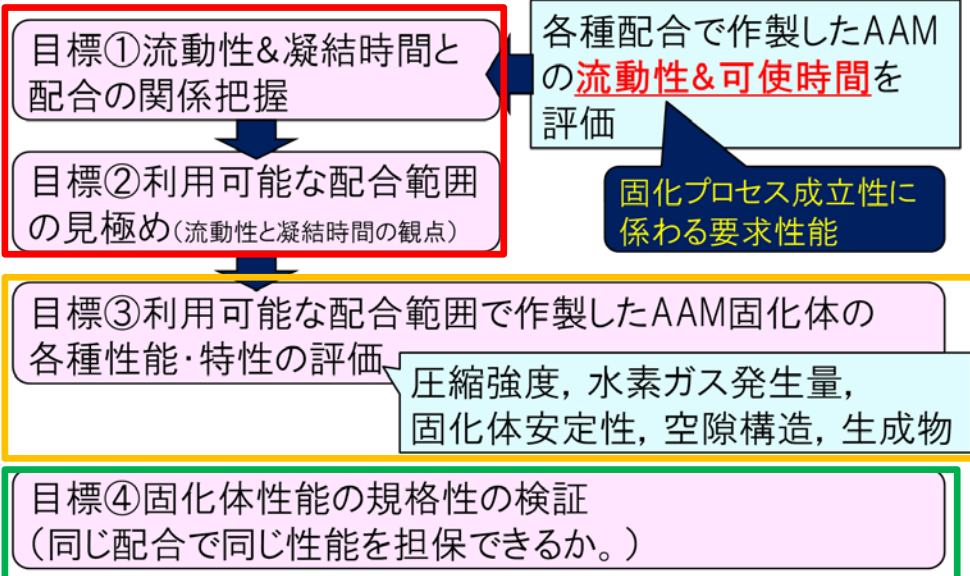 目標①流動性&凝結時間と
配合の関係把握
各種配合で作製したAAM
の流動性&可使時間を
評価
目標②利用可能な配合範囲
の見極め(流動性と凝結時間の観点)
固化プロセス成立性に
係わる要求性能
目標③利用可能な配合範囲で作製したAAM固化体の
各種性能・特性の評価
圧縮強度, 水素ガス発生量,
固化体安定性, 空隙構造, 生成物
目標④固化体性能の規格性の検証
(同じ配合で同じ性能を担保できるか。)